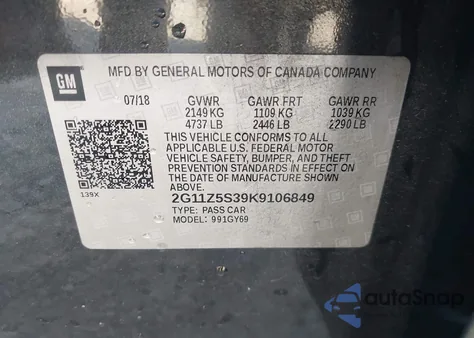 GM
MFD BY GENERAL MOTORS OF CANADA COMPANY
07/18 GVWR GAWR FRT GAWR RR
2149 KG 1109 KG 1039 KG
4737 LB 2446 LB 2290 LB
THIS VEHICLE CONFORMS TO ALL
APPLICABLE U.S. FEDERAL MOTOR
VEHICLE SAFETY, BUMPER, AND THEFT
PREVENTION STANDARDS IN EFFECT ON
THE DATE OF MANUFACTURE SHOWN
ABOVE.
139X
2G11Z5S39K9106849
TYPE: PASS CAR
MODEL: 991GY69
autoSnap